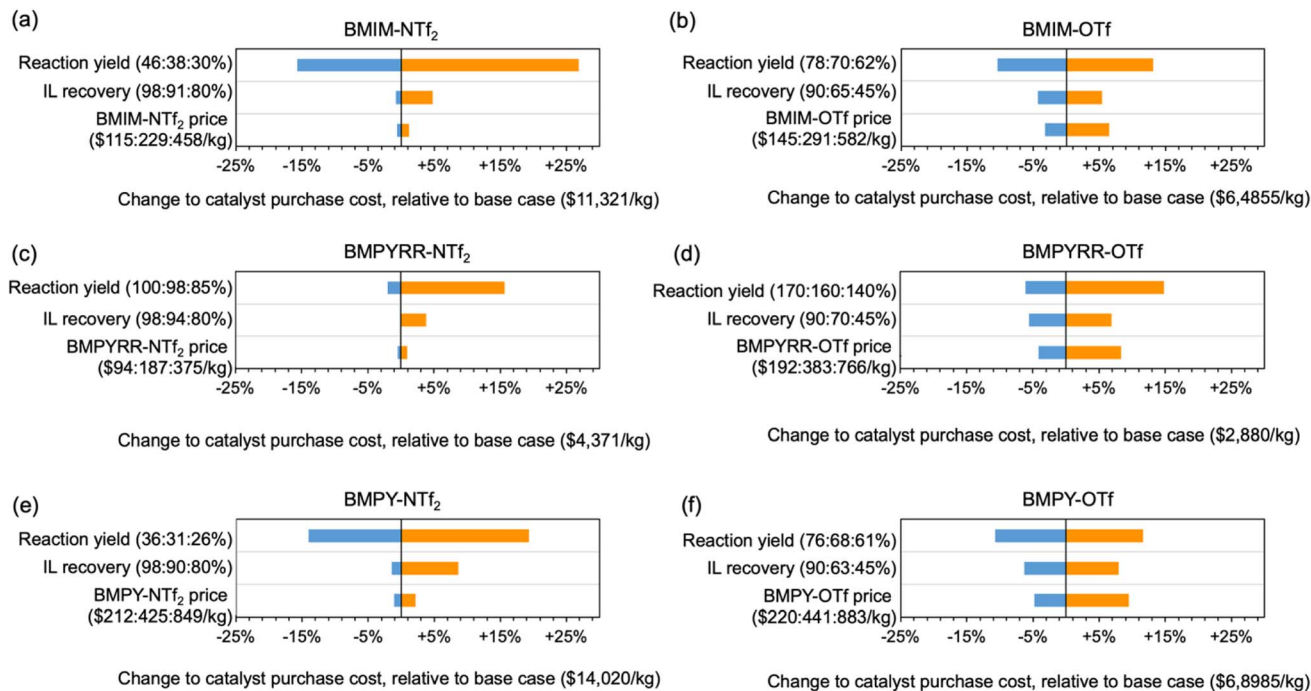 (a)
BMIM-NTf₂
Reaction yield (46:38:30%)
IL recovery (98:91:80%)
BMIM-NTf₂ price
($115:229:458/kg)
-25% -15% -5% +5% +15% +25%
Change to catalyst purchase cost, relative to base case ($11,321/kg)
(b)
BMIM-OTf
Reaction yield (78:70:62%)
IL recovery (90:65:45%)
BMIM-OTf price
($145:291:582/kg)
-25% -15% -5% +5% +15% +25%
Change to catalyst purchase cost, relative to base case ($6,4855/kg)
(c)
BMPYRR-NTf₂
Reaction yield (100:98:85%)
IL recovery (98:94:80%)
BMPYRR-NTf₂ price
($94:187:375/kg)
-25% -15% -5% +5% +15% +25%
Change to catalyst purchase cost, relative to base case ($4,371/kg)
(d)
BMPYRR-OTf
Reaction yield (170:160:140%)
IL recovery (90:70:45%)
BMPYRR-OTf price
($192:383:766/kg)
-25% -15% -5% +5% +15% +25%
Change to catalyst purchase cost, relative to base case ($2,880/kg)
(e)
BMPY-NTf₂
Reaction yield (36:31:26%)
IL recovery (98:90:80%)
BMPY-NTf₂ price
($212:425:849/kg)
-25% -15% -5% +5% +15% +25%
Change to catalyst purchase cost, relative to base case ($14,020/kg)
(f)
BMPY-OTf
Reaction yield (76:68:61%)
IL recovery (90:63:45%)
BMPY-OTf price
($220:441:883/kg)
-25% -15% -5% +5% +15% +25%
Change to catalyst purchase cost, relative to base case ($6,8985/kg)